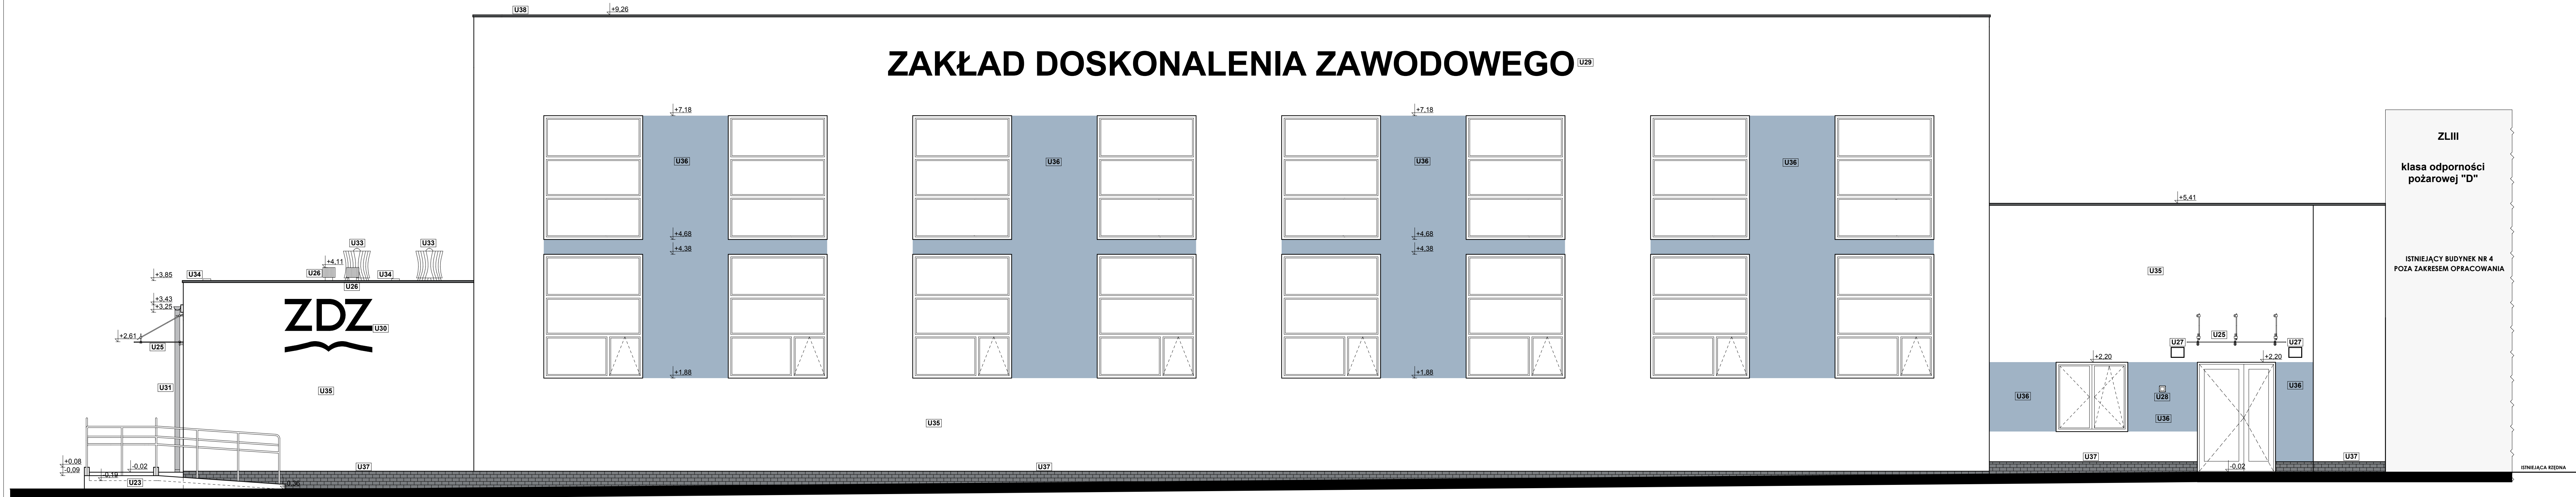 U38
+9,26
ZAKŁAD DOSKONALENIA ZAWODOWEGO U29
+7,18
+7,18
ZLIII
klasa odporności
pożarowej "D"
U36
U36
U36
U36
+5,41
+4,68
+4,68
+4,38
+4,38
U33
U33
+4,11
U26
U34
U34
+3,85
U26
ISTNIEJĄCY BUDYNEK NR 4
POZA ZAKRESEM OPRACOWANIA
U35
+3,43
+3,25
ZDZ
U30
+2,61
U25
U25
U27
U27
+2,20
+2,20
+1,88
+1,88
U31
U35
U36
U28
U36
U36
U35
U37
U37
U37
U37
+0,08
-0,09
-0,19
-0,02
U23
-0,02
ISTNIEJĄCA RZĘDNA